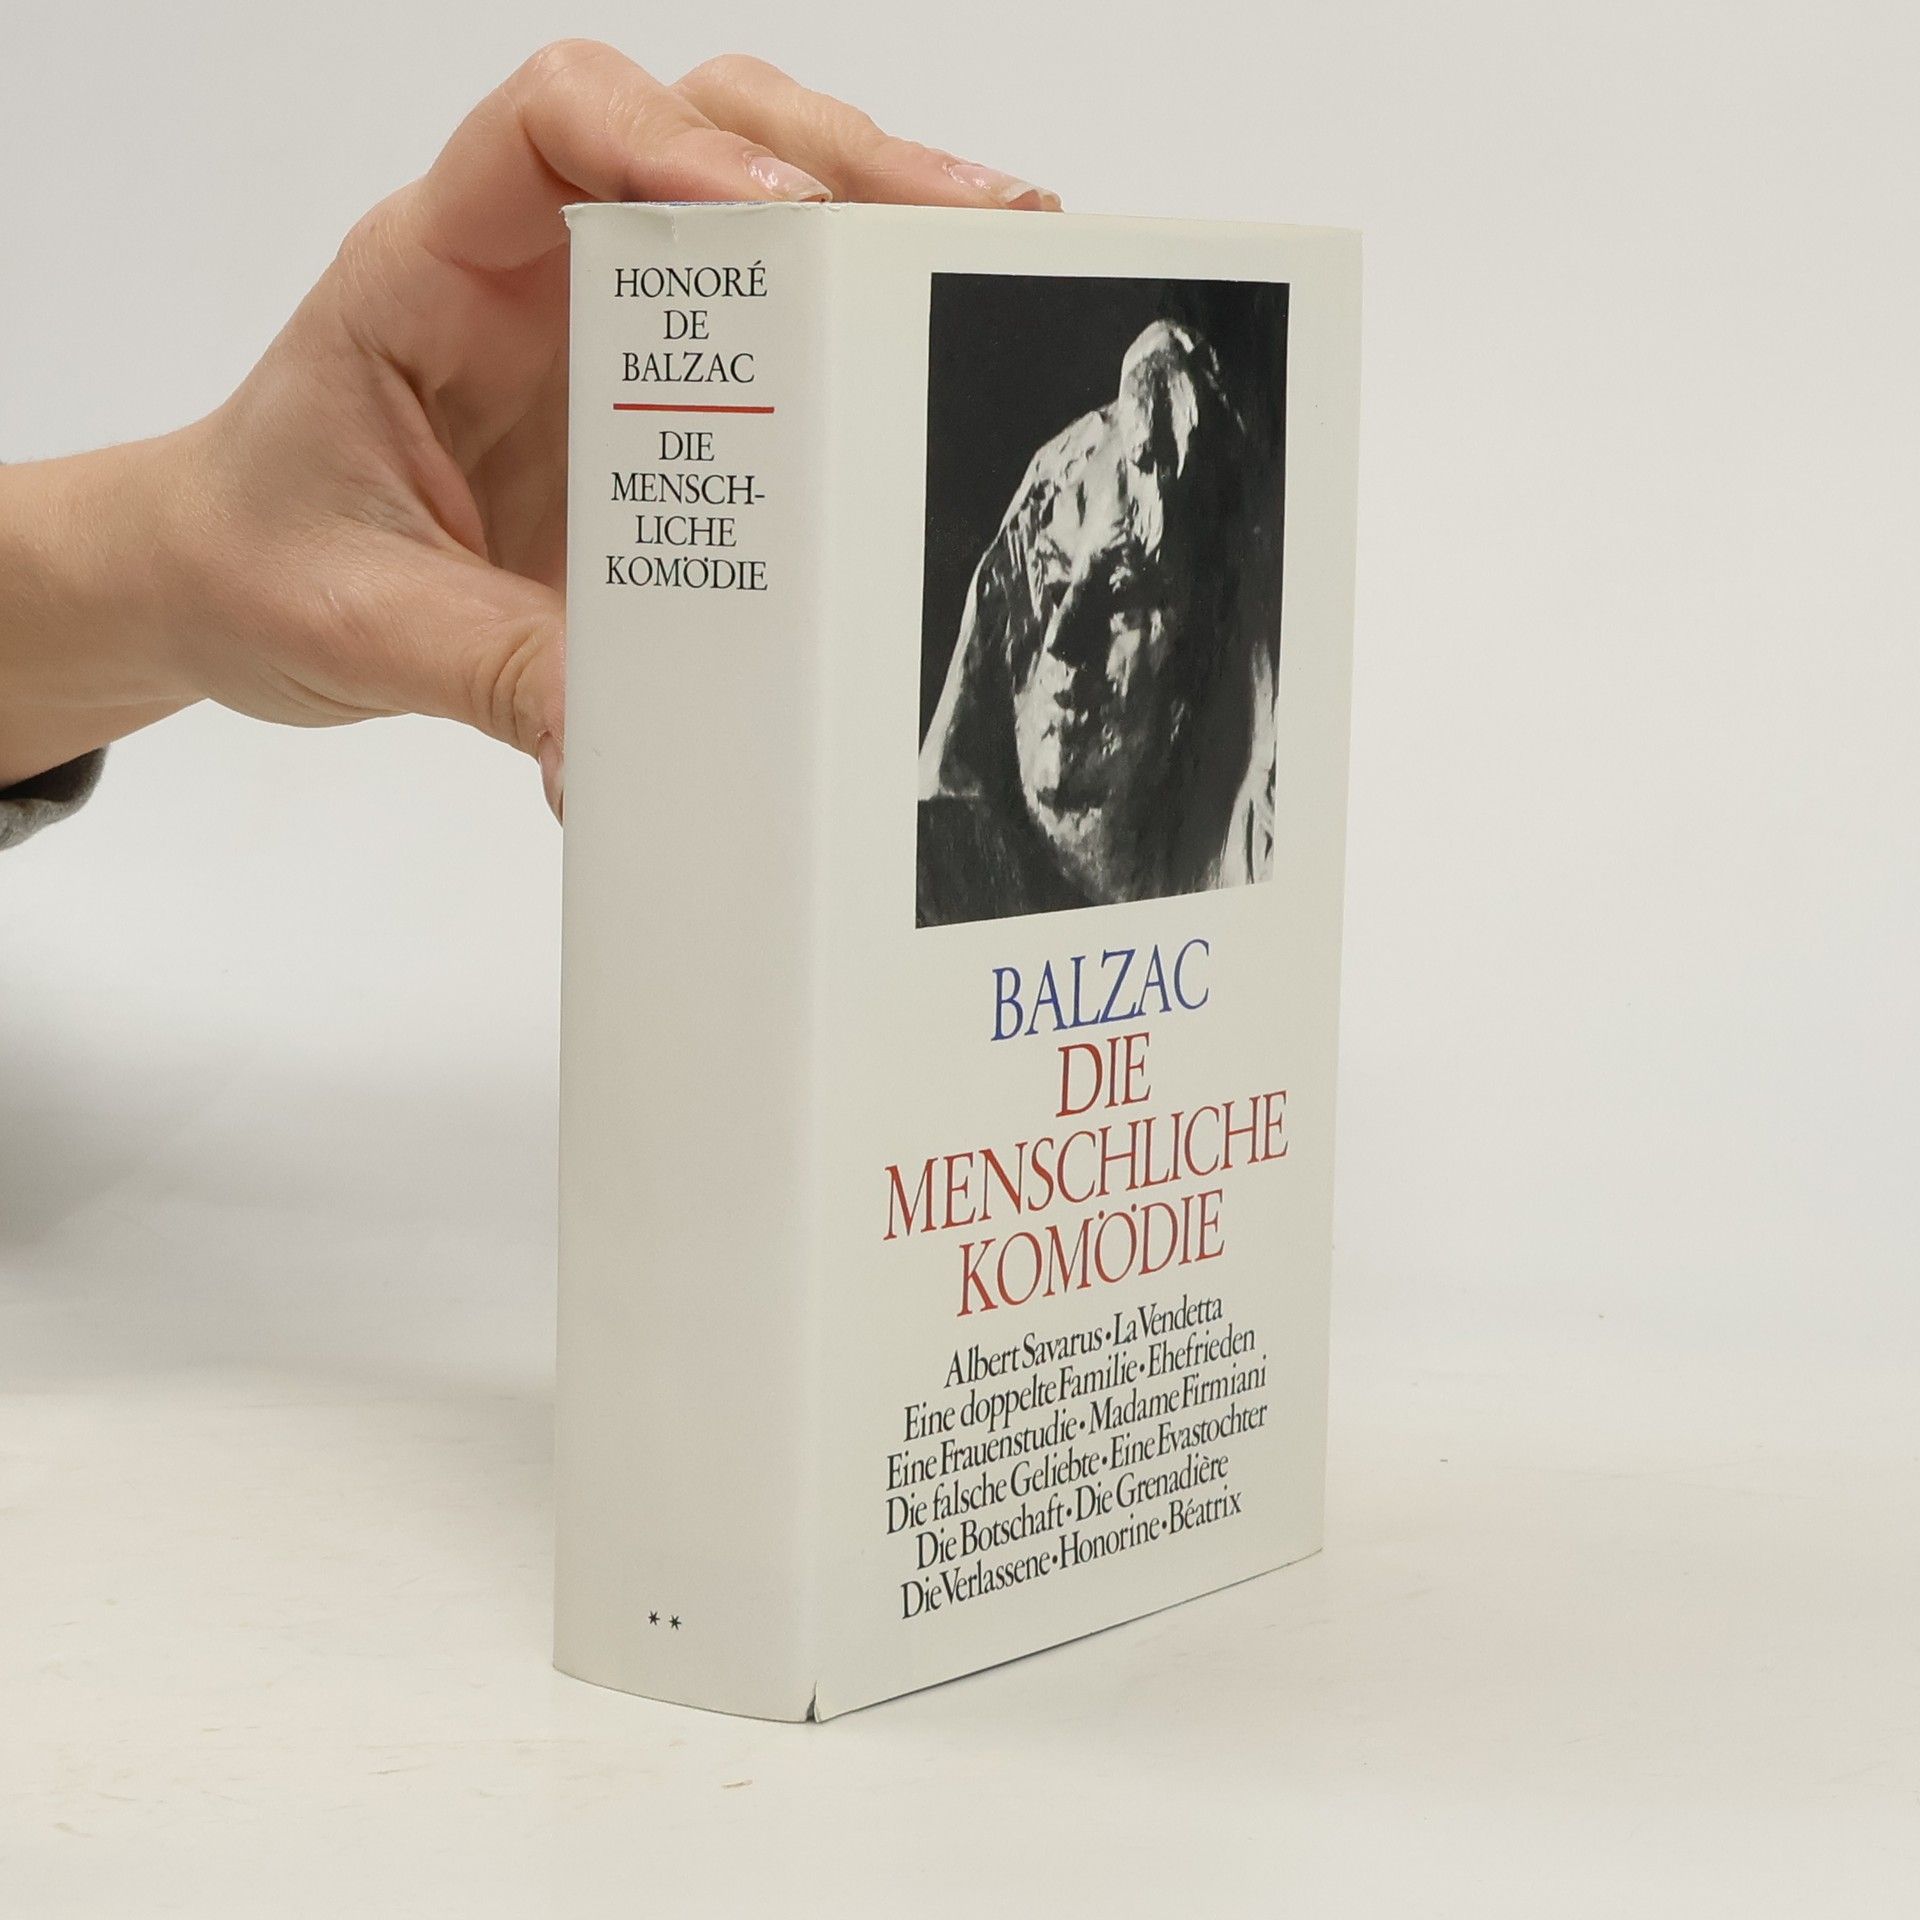 HONORÉ
DE
BALZAC
DIE
MENSCH-
LICHE
KOMÖDIE
**
BALZAC
DIE
MENSCHLICHE
KOMÖDIE
Albert Savarus • La Vendetta
Eine doppelte Familie • Ehefrieden
Eine Frauenstudie • Madame Firmiani
Die falsche Geliebte • Eine Evastochter
Die Botschaft • Die Grenadière
Die Verlassene • Honorine • Béatrix